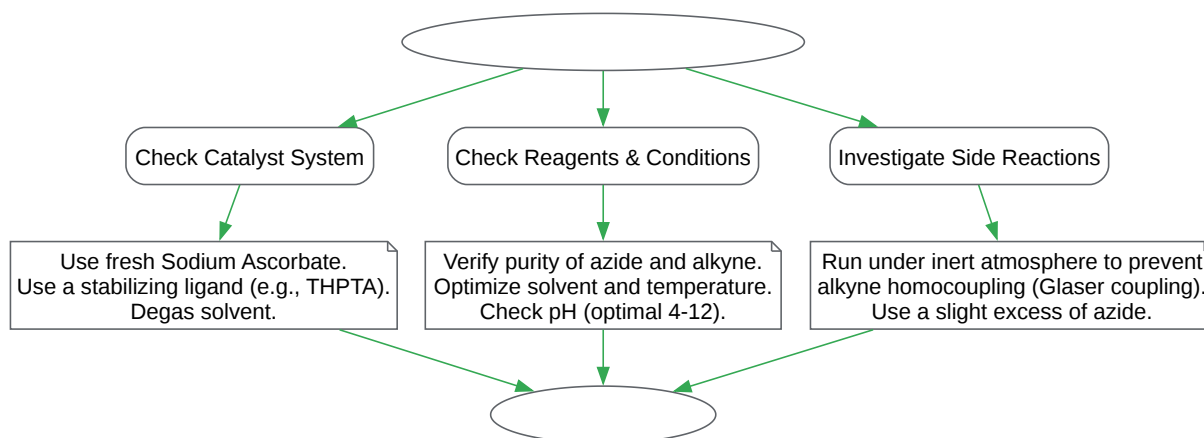 Check Catalyst System
Check Reagents & Conditions
Investigate Side Reactions
Use fresh Sodium Ascorbate.
Use a stabilizing ligand (e.g., THPTA).
Degas solvent.
Verify purity of azide and alkyne.
Optimize solvent and temperature.
Check pH (optimal 4-12).
Run under inert atmosphere to prevent
alkyne homocoupling (Glaser coupling).
Use a slight excess of azide.